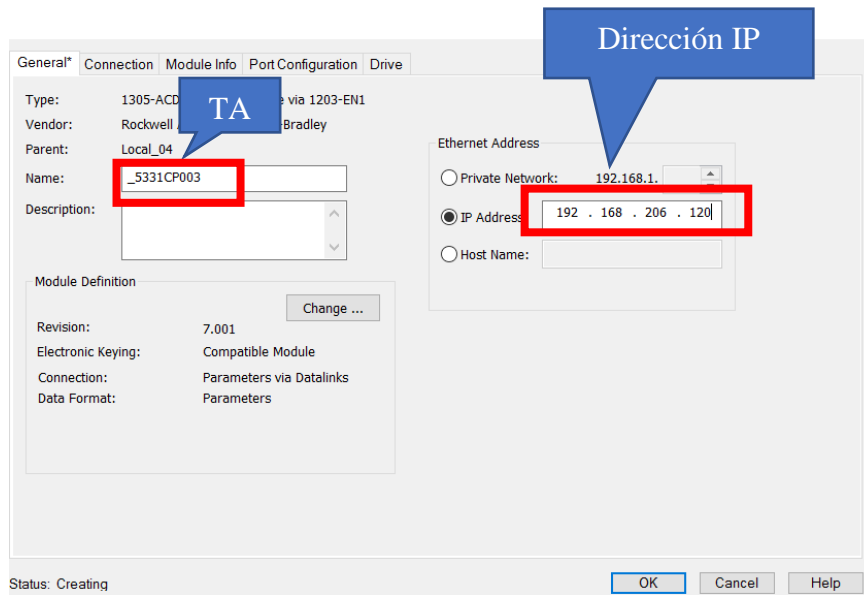 Dirección IP
General* Connection Module Info Port Configuration Drive
TA
Type: 1305-ACD e via 1203-EN1
Vendor: Rockwell -Bradley
Parent: Local_04
Name: _5331CP003
Description:
Module Definition
Change ...
Revision: 7.001
Electronic Keying: Compatible Module
Connection: Parameters via Datalinks
Data Format: Parameters
Ethernet Address
Private Network: 192.168.1.
IP Address 192 . 168 . 206 . 120
Host Name:
Status: Creating
OK Cancel Help